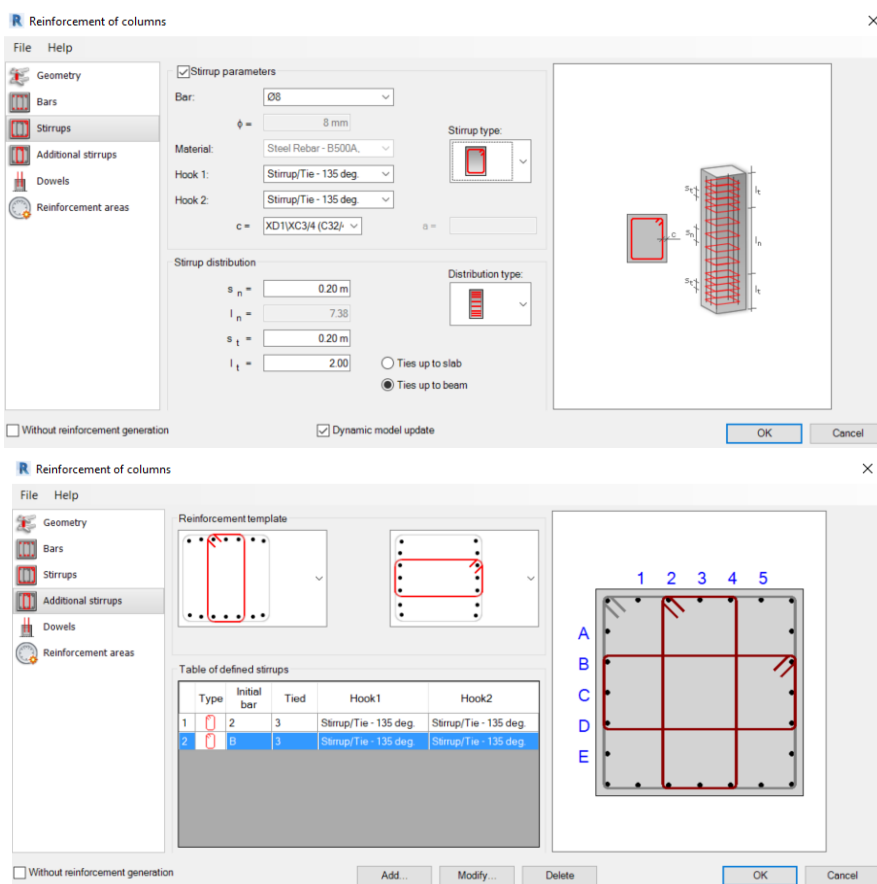 R Reinforcement of columns
File Help
Geometry
Bars
Stirrups
Additional stirrups
Dowels
Reinforcement areas
Stirrup parameters
Bar: Ø8
ϕ = 8 mm
Material: Steel Rebar - B500A,
Hook 1: Stirrup/Tie - 135 deg.
Hook 2: Stirrup/Tie - 135 deg.
c = XD1\XC3/4 (C32/‹
Stirrup type:
α =
Stirrup distribution
s n = 0.20 m
l n = 7.38
s t = 0.20 m
l t = 2.00
Distribution type:
Ties up to slab
Ties up to beam
c
st
lt
sn
ln
st
lt
Without reinforcement generation
Dynamic model update
OK Cancel
R Reinforcement of columns
File Help
Geometry
Bars
Stirrups
Additional stirrups
Dowels
Reinforcement areas
Reinforcement template
Table of defined stirrups
Type Initial bar Tied Hook1 Hook2
1 2 3 Stirrup/Tie - 135 deg. Stirrup/Tie - 135 deg.
2 B 3 Stirrup/Tie - 135 deg. Stirrup/Tie - 135 deg.
1 2 3 4 5
A
B
C
D
E
Without reinforcement generation
Add... Modify... Delete
OK Cancel